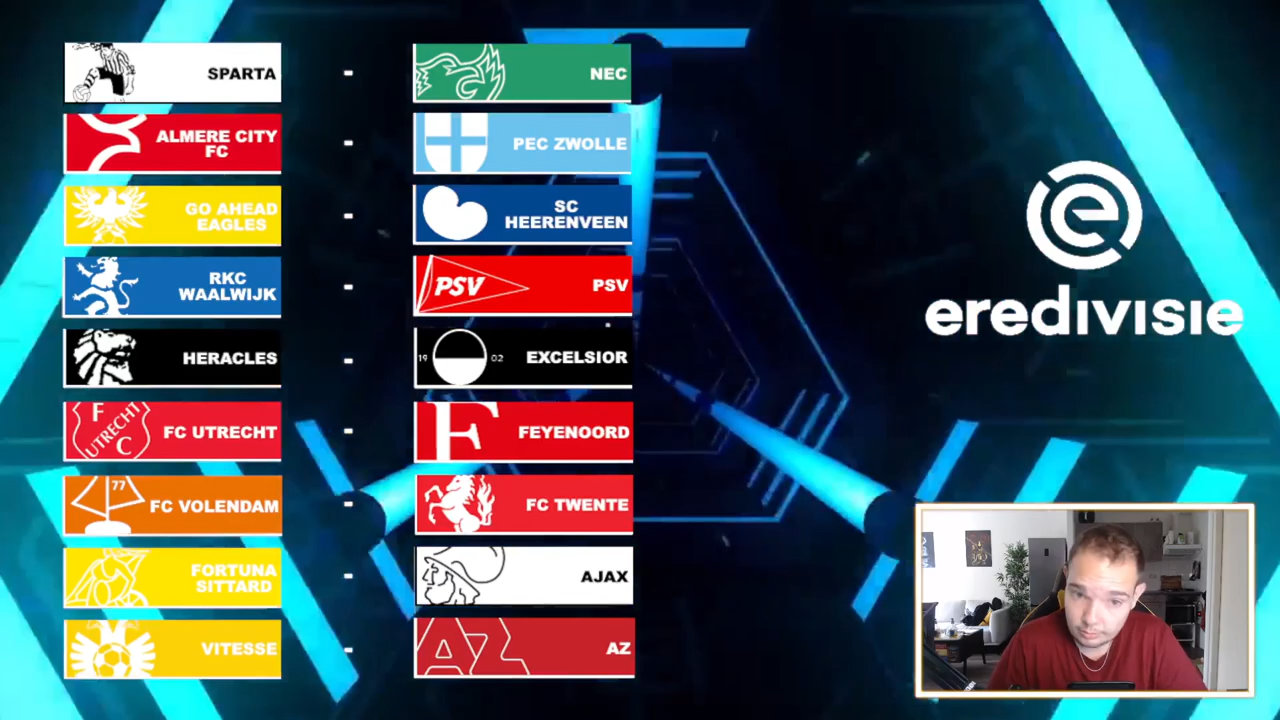 SPARTA - NEC
ALMERE CITY
FC - PEC ZWOLLE
GO AHEAD
EAGLES - SC
HEERENVEEN
RKC
WAALWIJK - PSV PSV
HERACLES - 19 02 EXCELSIOR
F
UTRECHT
C
FC UTRECHT - F FEYENOORD
77
FC VOLENDAM - FC TWENTE
FORTUNA
SITTARD - AJAX
VITESSE - AZ AZ
e
eredivisie